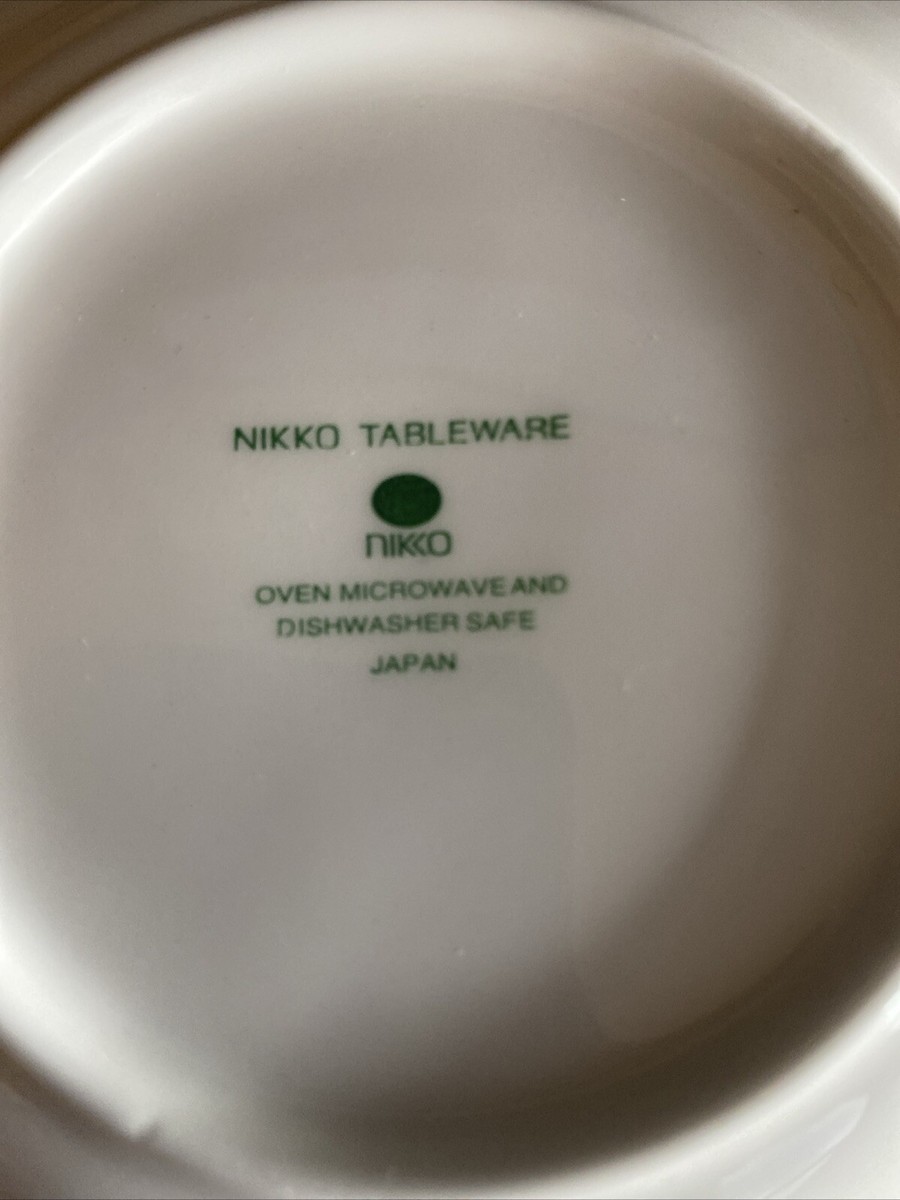 NIKKO TABLEWARE
nikko
OVEN MICROWAVE AND
DISHWASHER SAFE
JAPAN